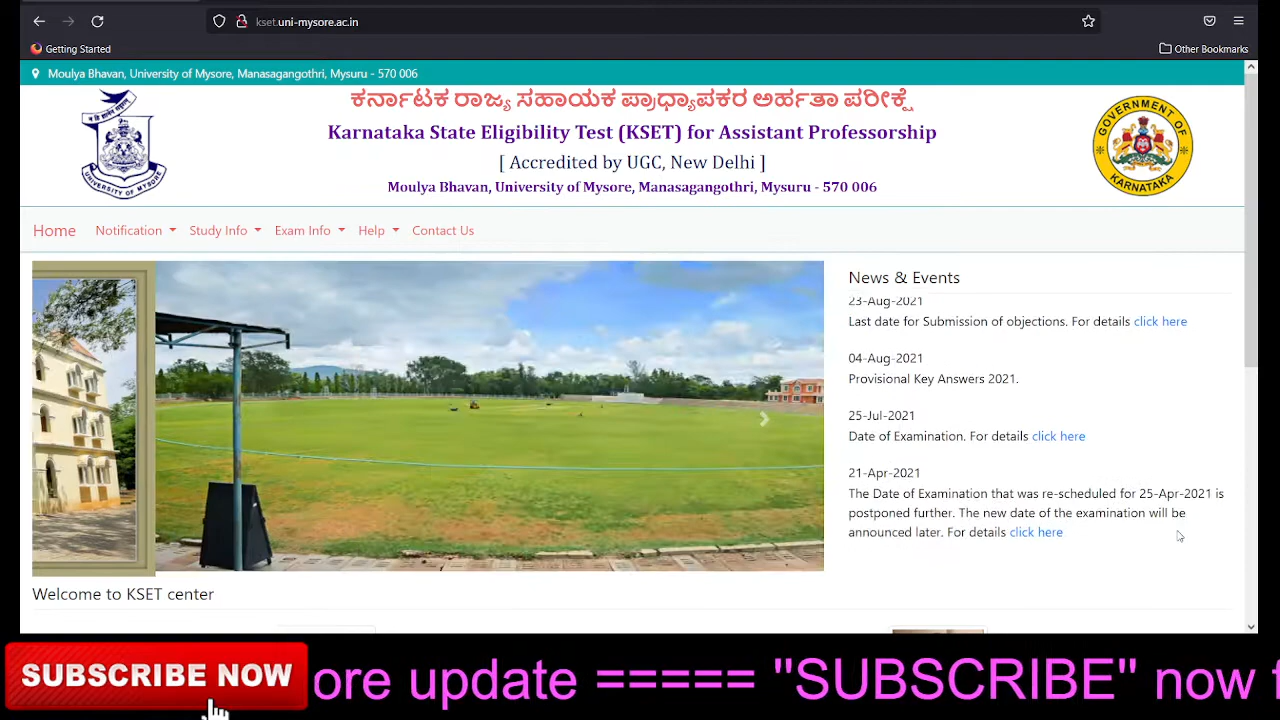 kset.uni-mysore.ac.in
Getting Started
Other Bookmarks
Moulya Bhavan, University of Mysore, Manasagangothri, Mysuru - 570 006
ಕರ್ನಾಟಕ ರಾಜ್ಯ ಸಹಾಯಕ ಪ್ರಾಧ್ಯಾಪಕರ ಅರ್ಹತಾ ಪರೀಕ್ಷೆ
Karnataka State Eligibility Test (KSET) for Assistant Professorship
[ Accredited by UGC, New Delhi ]
Moulya Bhavan, University of Mysore, Manasagangothri, Mysuru - 570 006
UNIVERSITY OF MYSORE
GOVERNMENT OF KARNATAKA
Home Notification Study Info Exam Info Help Contact Us
News & Events
23-Aug-2021
Last date for Submission of objections. For details click here
04-Aug-2021
Provisional Key Answers 2021.
25-Jul-2021
Date of Examination. For details click here
21-Apr-2021
The Date of Examination that was re-scheduled for 25-Apr-2021 is
postponed further. The new date of the examination will be
announced later. For details click here
Welcome to KSET center
SUBSCRIBE NOW
ore update ===== "SUBSCRIBE" now f